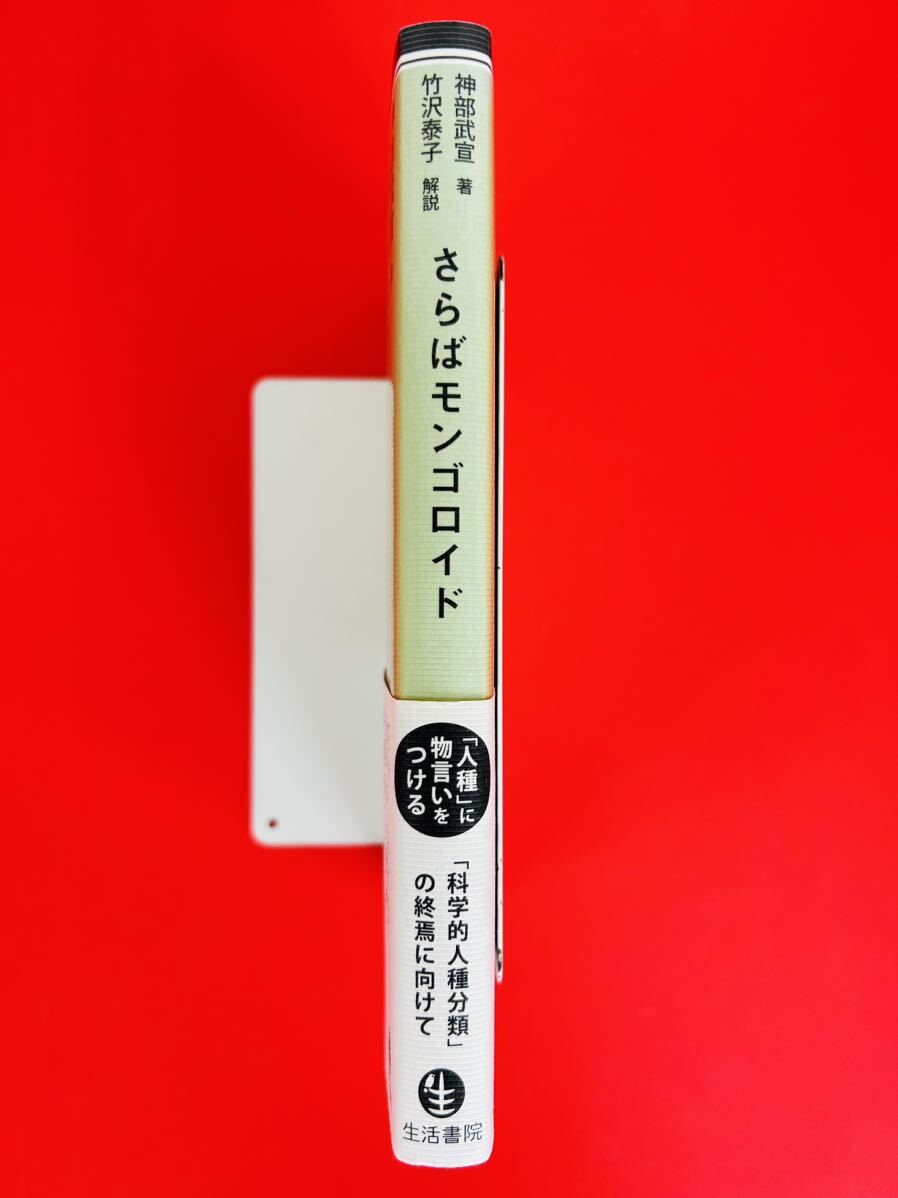 神部武宣 著
竹沢泰子 解説
さらばモンゴロイド
「人種」に
物言いを
つける
「科学的人種分類」
の終焉に向けて
生活書院